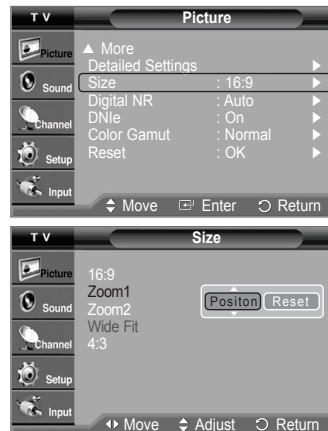 T V
Picture
Picture
Sound
Channel
Setup
Input
▲ More
Detailed Settings ►
Size : 16:9 ►
Digital NR : Auto ►
DNIe : On ►
Color Gamut : Normal ►
Reset : OK ►
Move Enter Return
T V
Size
Picture
Sound
Channel
Setup
Input
16:9
Zoom1
Zoom2
Wide Fit
4:3
Positon Reset
Move Adjust Return